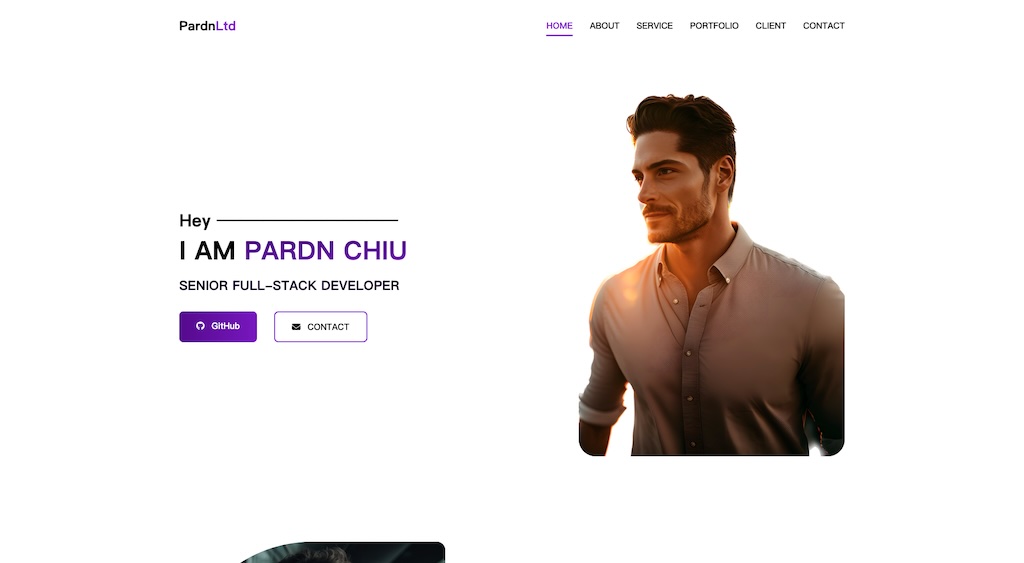 PardnLtd
HOME ABOUT SERVICE PORTFOLIO CLIENT CONTACT
Hey
I AM PARDN CHIU
SENIOR FULL-STACK DEVELOPER
GitHub CONTACT